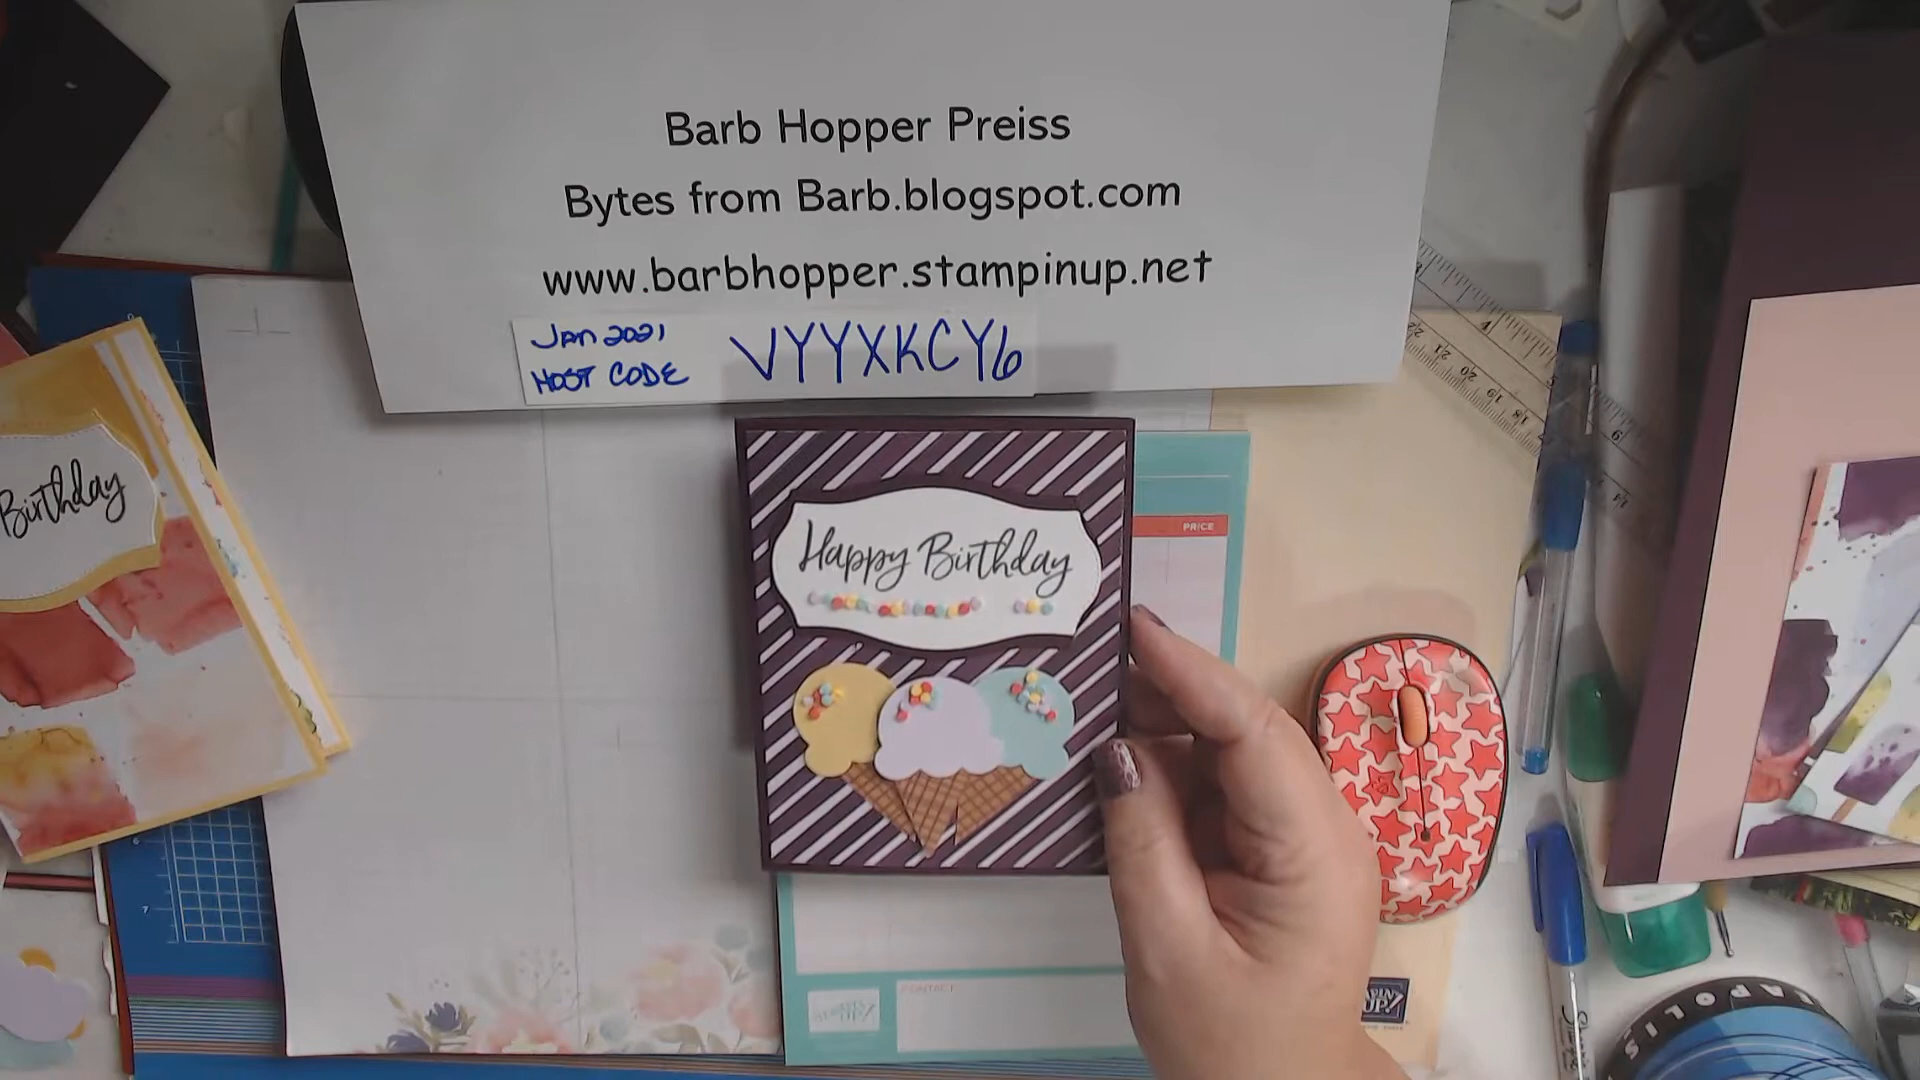 Barb Hopper Preiss
Bytes from Barb.blogspot.com
www.barbhopper.stampinup.net
Jan 2021
HOST CODE
VYYXKCY6
Happy Birthday
Birthday
PRICE
CONTACT